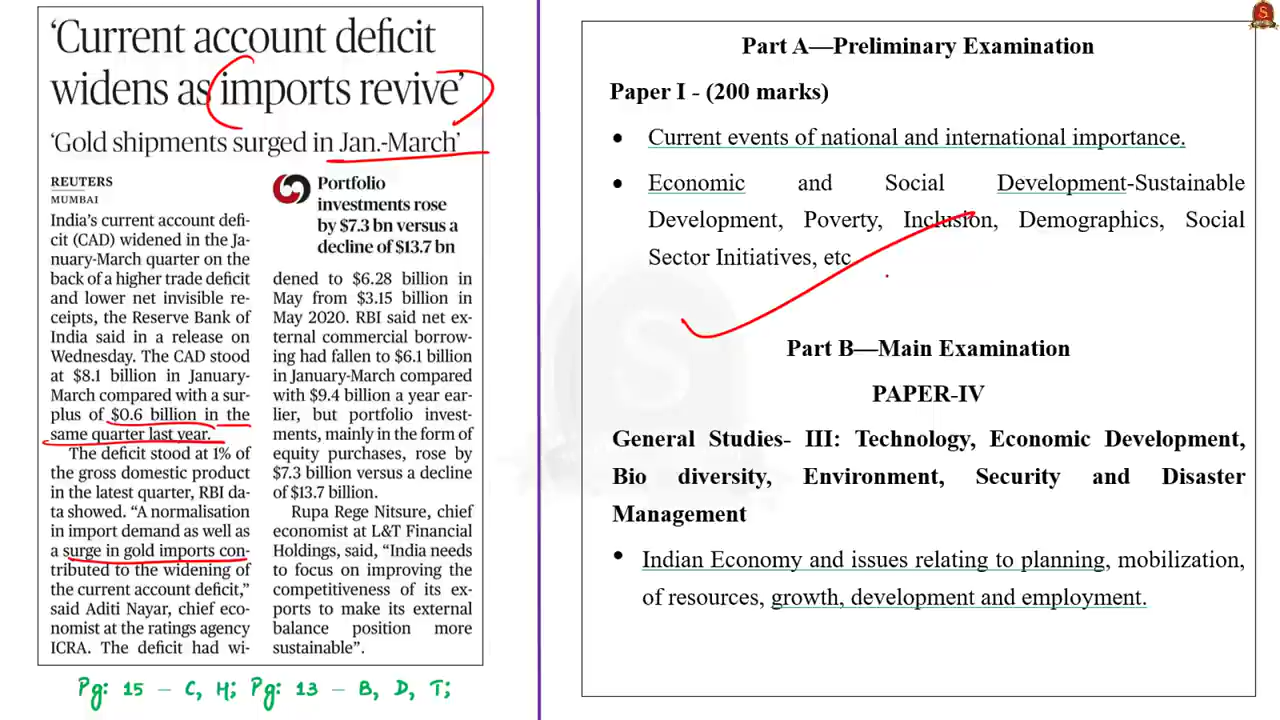 ‘Current account deficit
widens as imports revive’
‘Gold shipments surged in Jan.-March’
REUTERS
MUMBAI
India’s current account defi-
cit (CAD) widened in the Ja-
nuary-March quarter on the
back of a higher trade deficit
and lower net invisible re-
ceipts, the Reserve Bank of
India said in a release on
Wednesday. The CAD stood
at $8.1 billion in January-
March compared with a sur-
plus of $0.6 billion in the
same quarter last year.
The deficit stood at 1% of
the gross domestic product
in the latest quarter, RBI da-
ta showed. “A normalisation
in import demand as well as
a surge in gold imports con-
tributed to the widening of
the current account deficit,”
said Aditi Nayar, chief eco-
nomist at the ratings agency
ICRA. The deficit had wi-
Portfolio
investments rose
by $7.3 bn versus a
decline of $13.7 bn
dened to $6.28 billion in
May from $3.15 billion in
May 2020. RBI said net ex-
ternal commercial borrow-
ing had fallen to $6.1 billion
in January-March compared
with $9.4 billion a year ear-
lier, but portfolio invest-
ments, mainly in the form of
equity purchases, rose by
$7.3 billion versus a decline
of $13.7 billion.
Rupa Rege Nitsure, chief
economist at L&T Financial
Holdings, said, “India needs
to focus on improving the
competitiveness of its ex-
ports to make its external
balance position more
sustainable”.
Pg: 15 – C, H; Pg: 13 – B, D, T;
Part A—Preliminary Examination
Paper I - (200 marks)
• Current events of national and international importance.
• Economic and Social Development-Sustainable
Development, Poverty, Inclusion, Demographics, Social
Sector Initiatives, etc
Part B—Main Examination
PAPER-IV
General Studies- III: Technology, Economic Development,
Bio diversity, Environment, Security and Disaster
Management
• Indian Economy and issues relating to planning, mobilization,
of resources, growth, development and employment.